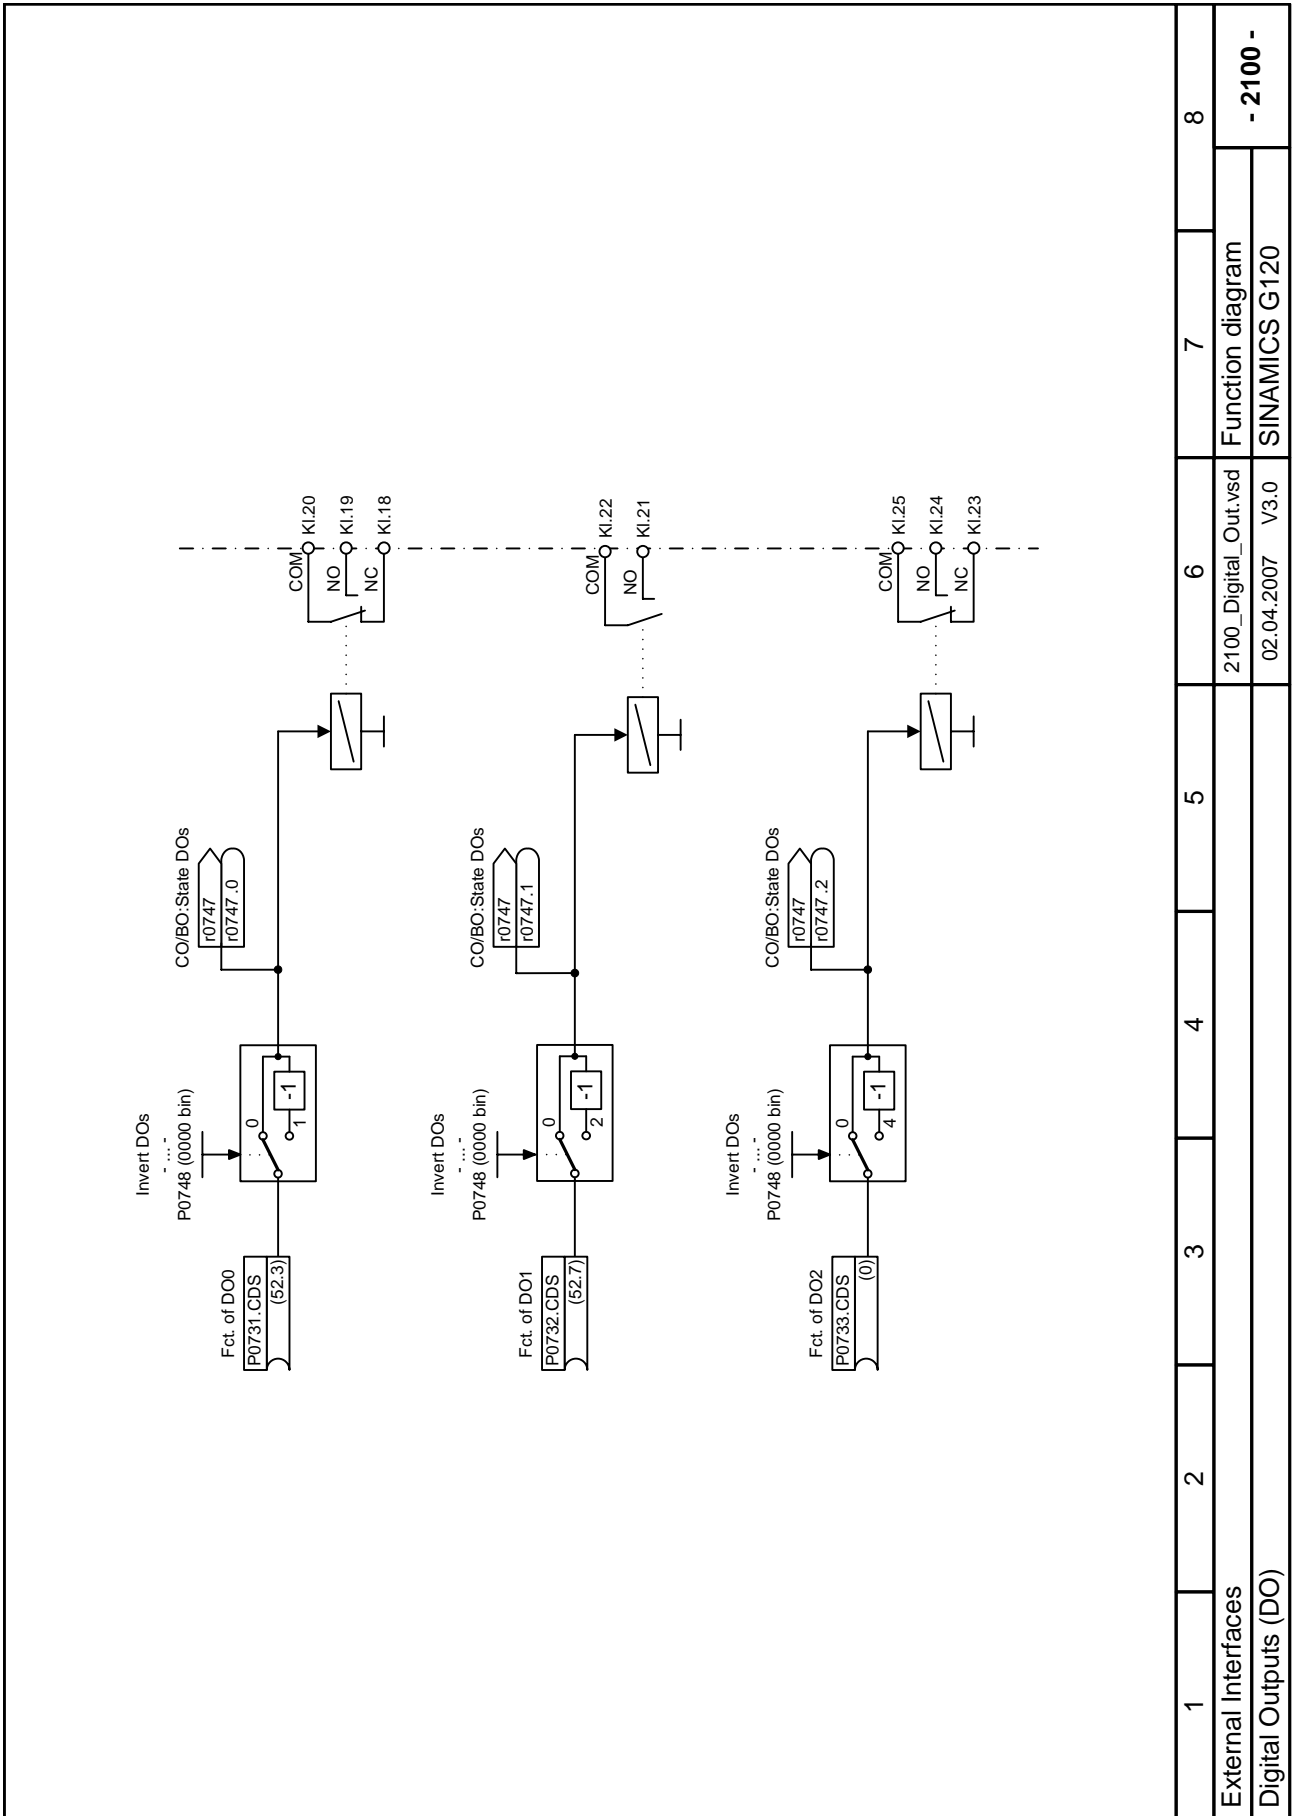 Fct. of DO0
P0731.CDS
(52.3)
Invert DOs
- ... -
P0748 (0000 bin)
0
1
-1
CO/BO:State DOs
r0747
r0747 .0
COM
Kl.20
NO
Kl.19
NC
Kl.18
Fct. of DO1
P0732.CDS
(52.7)
Invert DOs
- ... -
P0748 (0000 bin)
0
2
-1
CO/BO:State DOs
r0747
r0747.1
COM
Kl.22
NO
Kl.21
Fct. of DO2
P0733.CDS
(0)
Invert DOs
- ... -
P0748 (0000 bin)
0
4
-1
CO/BO:State DOs
r0747
r0747 .2
COM
Kl.25
NO
Kl.24
NC
Kl.23
1 2 3 4 5 6 7 8
External Interfaces 2100_Digital_Out.vsd Function diagram
Digital Outputs (DO) 02.04.2007 V3.0 SINAMICS G120
- 2100 -